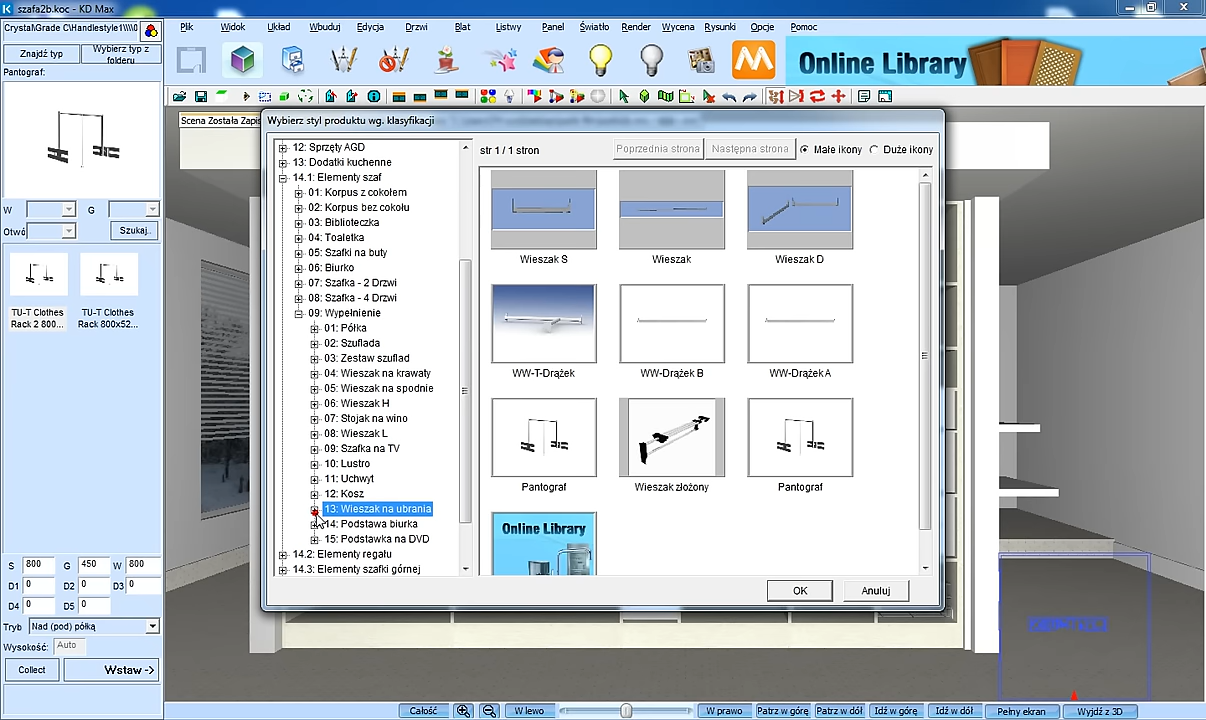 szafa2b.koc - KD Max
Crystal\Grade C\Handlestyle1\\\\0
Plik Widok Układ Wbuduj Edycja Drzwi Blat Listwy Panel Światło Render Wycena Rysunki Opcje Pomoc
Znajdź typ
Wybierz typ z folderu
Online Library
Pantograf:
Scena Została Zapis
Wybierz styl produktu wg. klasyfikacji
12: Sprzęty AGD
13: Dodatki kuchenne
14.1: Elementy szaf
01: Korpus z cokołem
02: Korpus bez cokołu
03: Biblioteczka
04: Toaletka
05: Szafki na buty
06: Biurko
07: Szafka - 2 Drzwi
08: Szafka - 4 Drzwi
09: Wypełnienie
01: Półka
02: Szuflada
03: Zestaw szuflad
04: Wieszak na krawaty
05: Wieszak na spodnie
06: Wieszak H
07: Stojak na wino
08: Wieszak L
09: Szafka na TV
10: Lustro
11: Uchwyt
12: Kosz
13: Wieszak na ubrania
14: Podstawa biurka
15: Podstawka na DVD
14.2: Elementy regału
14.3: Elementy szafki górnej
str 1 / 1 stron
Poprzednia strona
Następna strona
Małe ikony
Duże ikony
Wieszak S
Wieszak
Wieszak D
WW-T-Drążek
WW-Drążek B
WW-Drążek A
Pantograf
Wieszak złożony
Pantograf
Online Library
OK
Anuluj
W
G
Otwó
Szukaj..
TU-T Clothes
Rack 2 800...
TU-T Clothes
Rack 800x52...
S 800 G 450 W 800
D1 0 D2 0 D3 0
D4 0 D5 0
Tryb Nad (pod) półką
Wysokość: Auto
Collect
Wstaw ->
Całość
W lewo
W prawo
Patrz w górę
Patrz w dół
Idź w górę
Idź w dół
Pełny ekran
Wyjdź z 3D